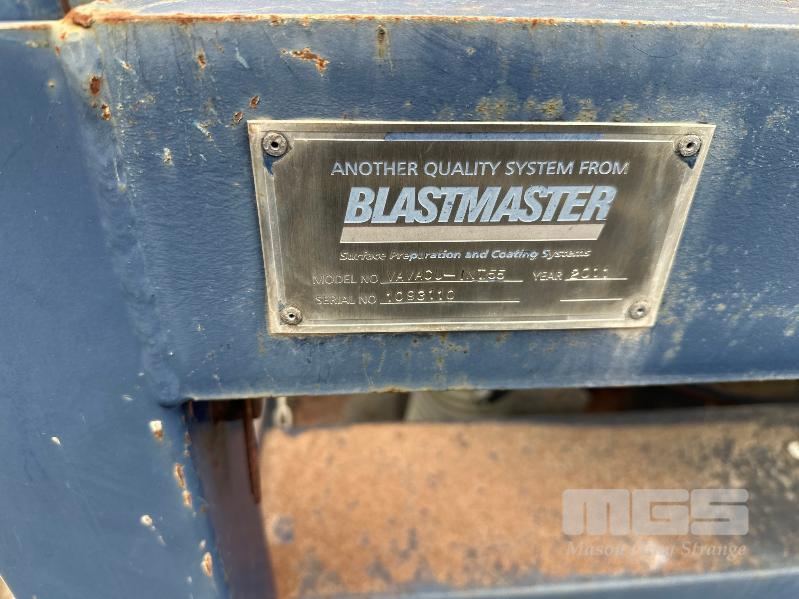 ANOTHER QUALITY SYSTEM FROM
BLASTMASTER
Surface Preparation and Coating Systems
MODEL NO YEAR 2011
SERIAL NO 1093110
MGS
Mason Gray Strange